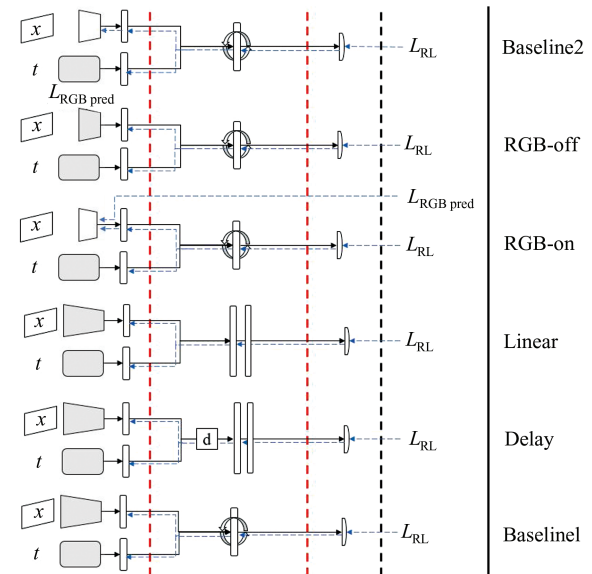 x
t
L_RL
Baseline2
L_RGB pred
x
t
L_RL
RGB-off
L_RGB pred
x
t
L_RL
RGB-on
x
t
L_RL
Linear
x
t
d
L_RL
Delay
x
t
L_RL
Baselinel